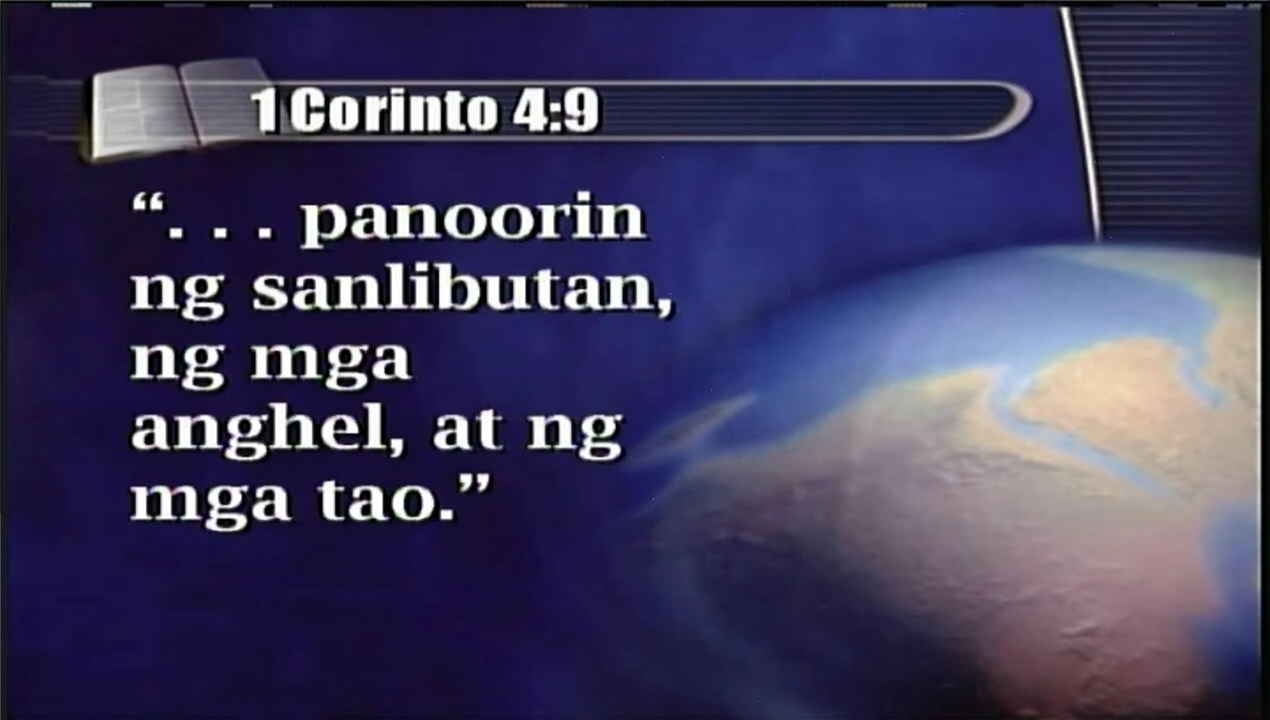 1 Corinto 4:9
“. . . panoorin
ng sanlibutan,
ng mga
anghel, at ng
mga tao.”